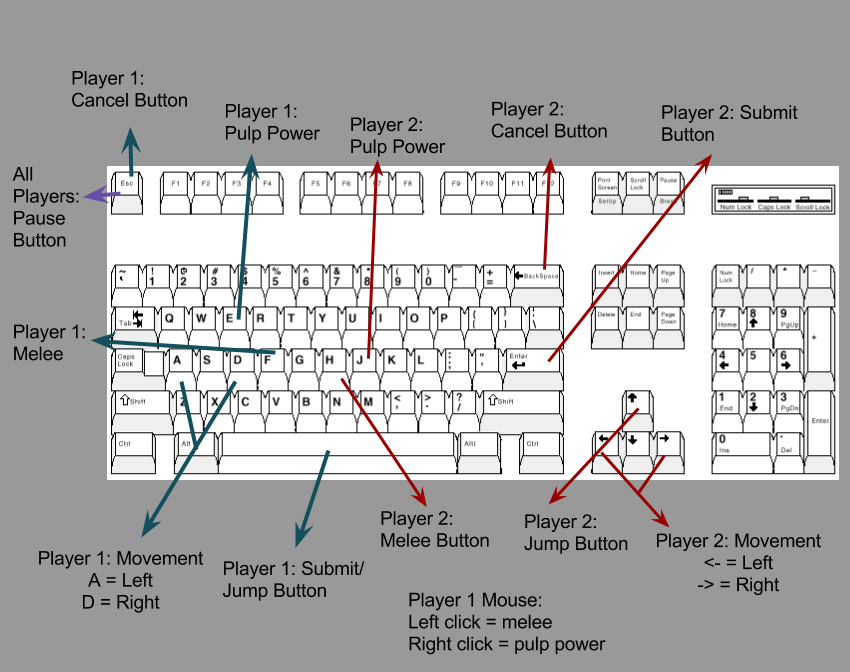 Player 1:
Cancel Button
Player 1:
Pulp Power
Player 2:
Pulp Power
Player 2:
Cancel Button
Player 2: Submit
Button
All
Players:
Pause
Button
Esc F1 F2 F3 F4 F5 F6 F7 F8 F9 F10 F11 F12
Print
Screen
SetUp
Scroll
Lock
Pause
Break
Num Lock Caps Lock Scroll Lock
~ ! @ # $ % ^ & * ( ) _ +
` 1 2 3 4 5 6 7 8 9 0 - = BackSpace
Insert Home Page
Up
Num
Lock / * -
Tab Q W E R T Y U I O P { [ } ] | \
Delete End Page
Down
7 8 9 +
Home PgUp
Player 1:
Melee
Caps
Lock A S D F G H J K L : ; " ' Enter
4 5 6
Shift Z X C V B N M < , > . ? / Shift
1 2 3
End PgDn
Enter
Ctrl Alt Alt Ctrl
0 .
Ins Del
Player 1: Movement
A = Left
D = Right
Player 1: Submit/
Jump Button
Player 2:
Melee Button
Player 2:
Jump Button
Player 2: Movement
<- = Left
-> = Right
Player 1 Mouse:
Left click = melee
Right click = pulp power